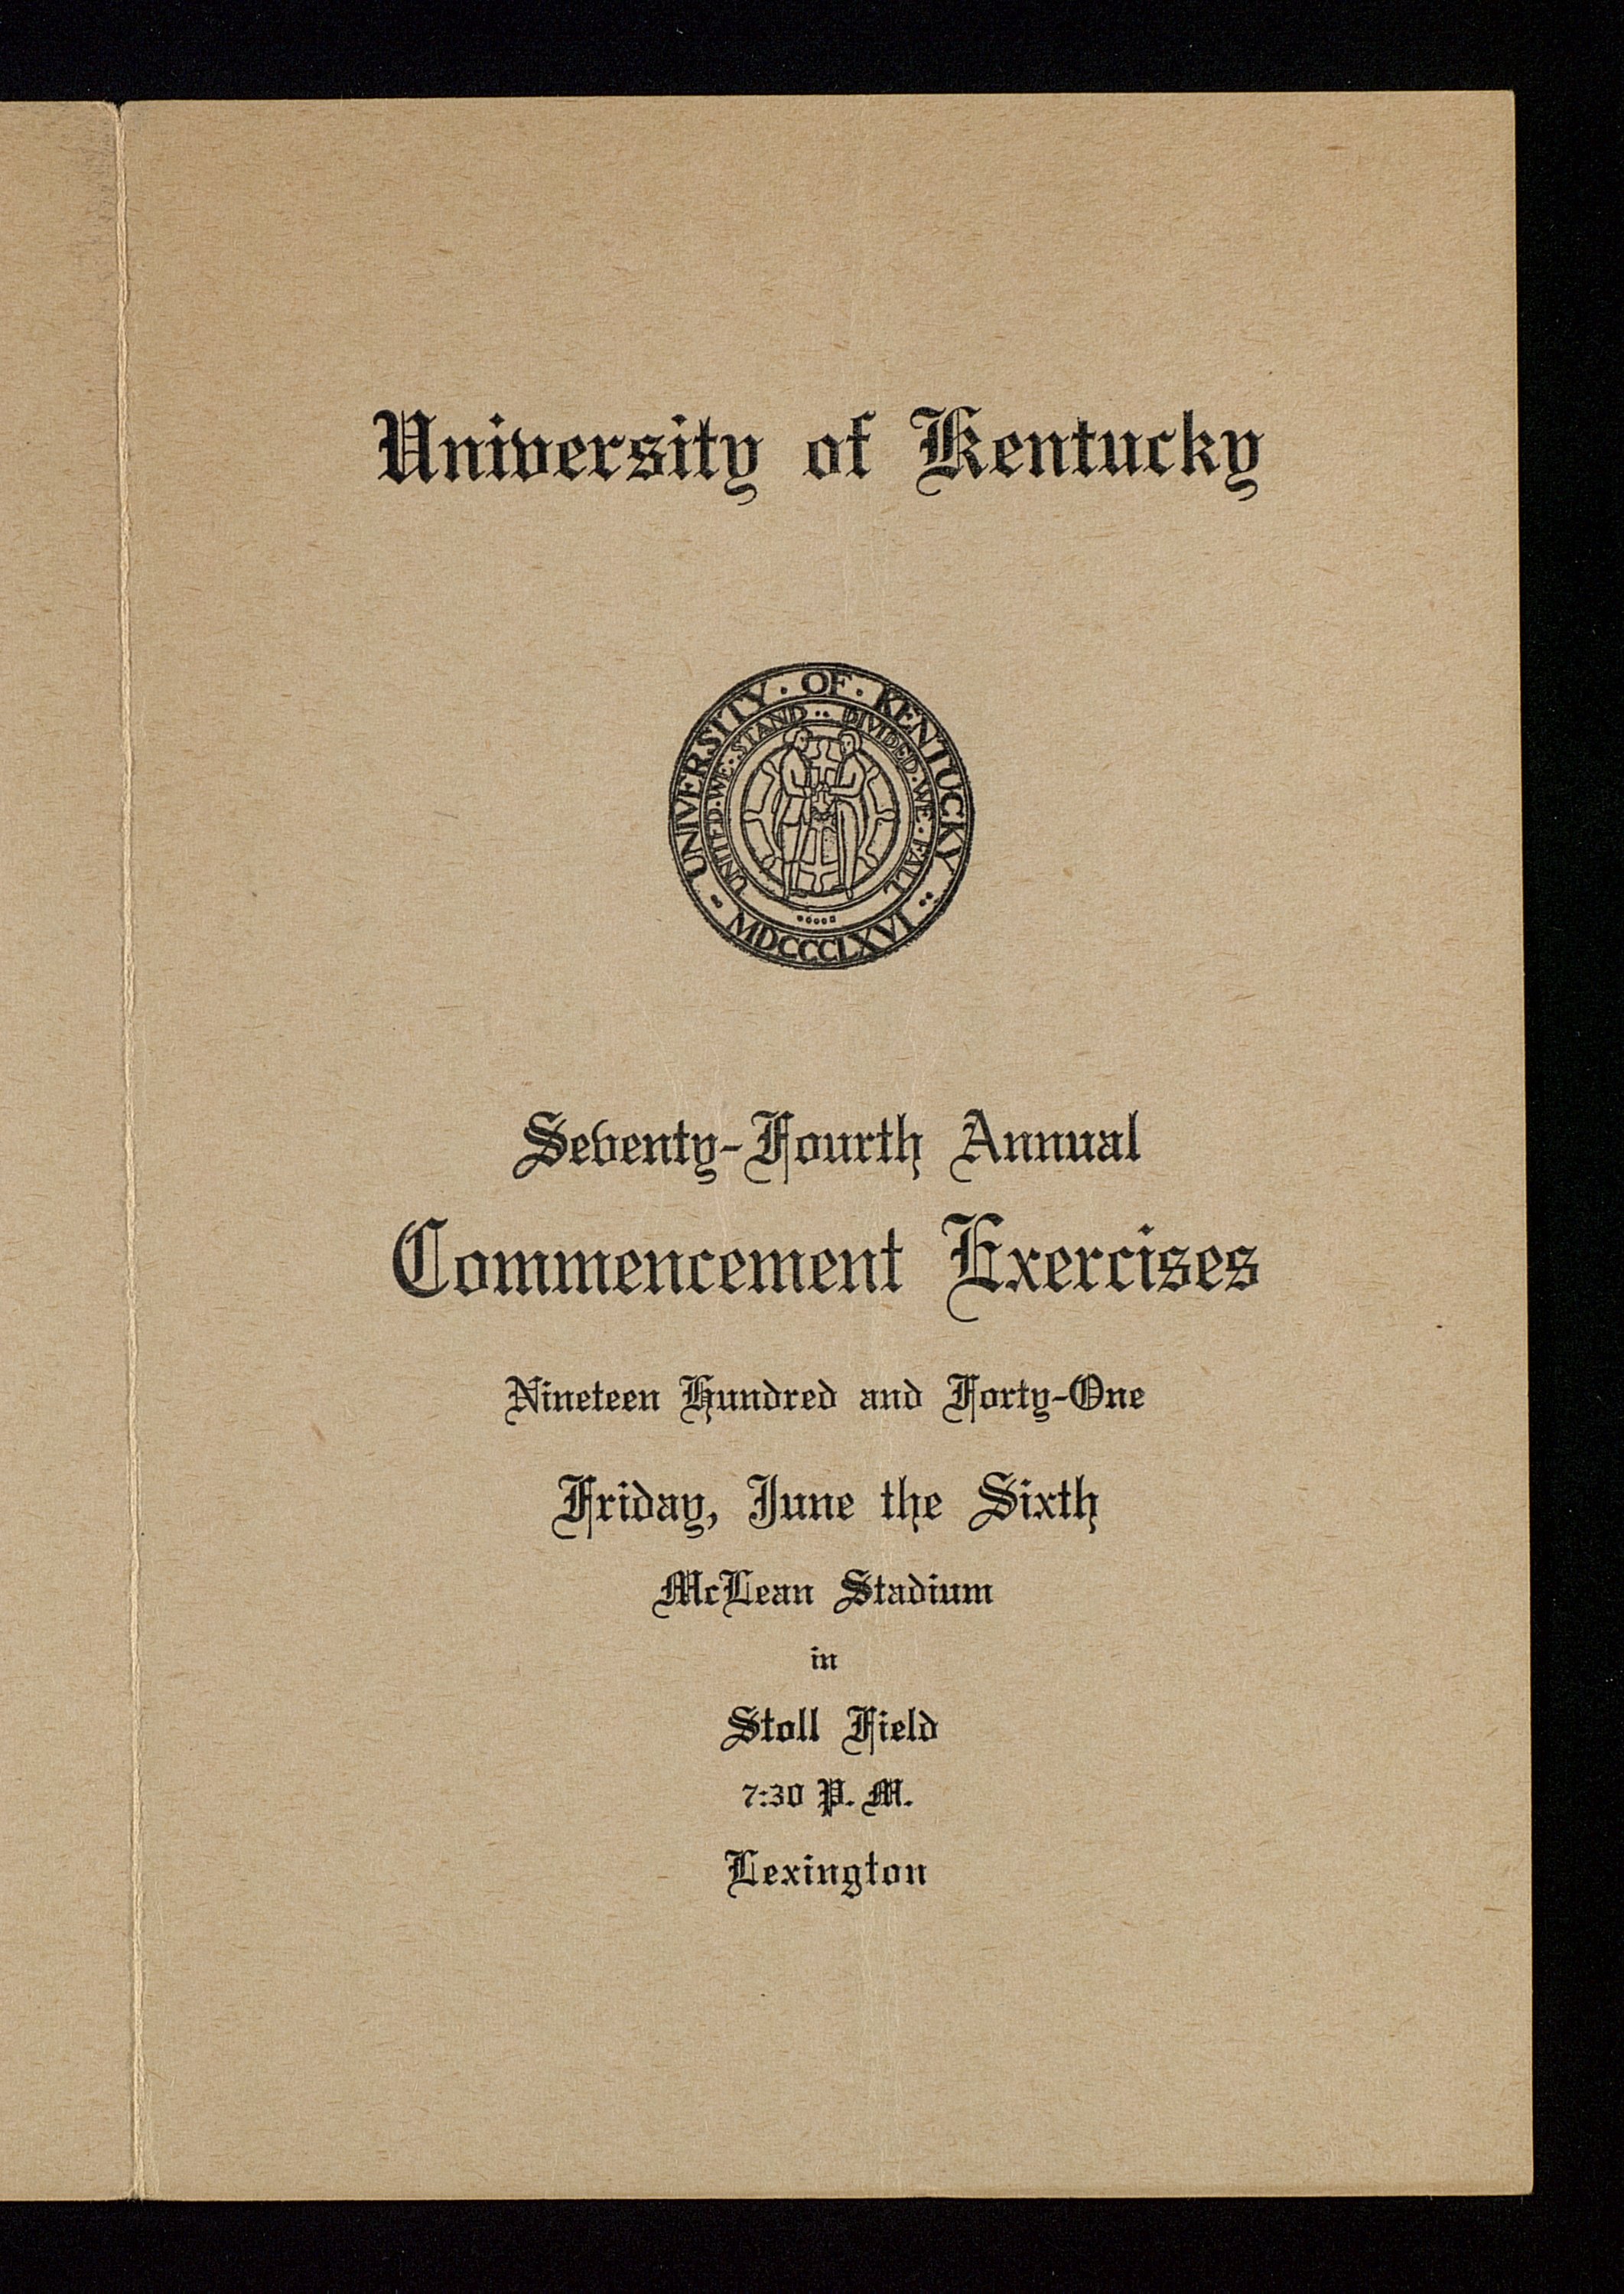 University of Kentucky
UNIVERSITY · OF · KENTUCKY
UNITED · WE · STAND ·· DIVIDED · WE · FALL
MDCCCLXVI
Seventy-Fourth Annual
Commencement Exercises
Nineteen Hundred and Forty-One
Friday, June the Sixth
McLean Stadium
in
Stoll Field
7:30 P. M.
Lexington